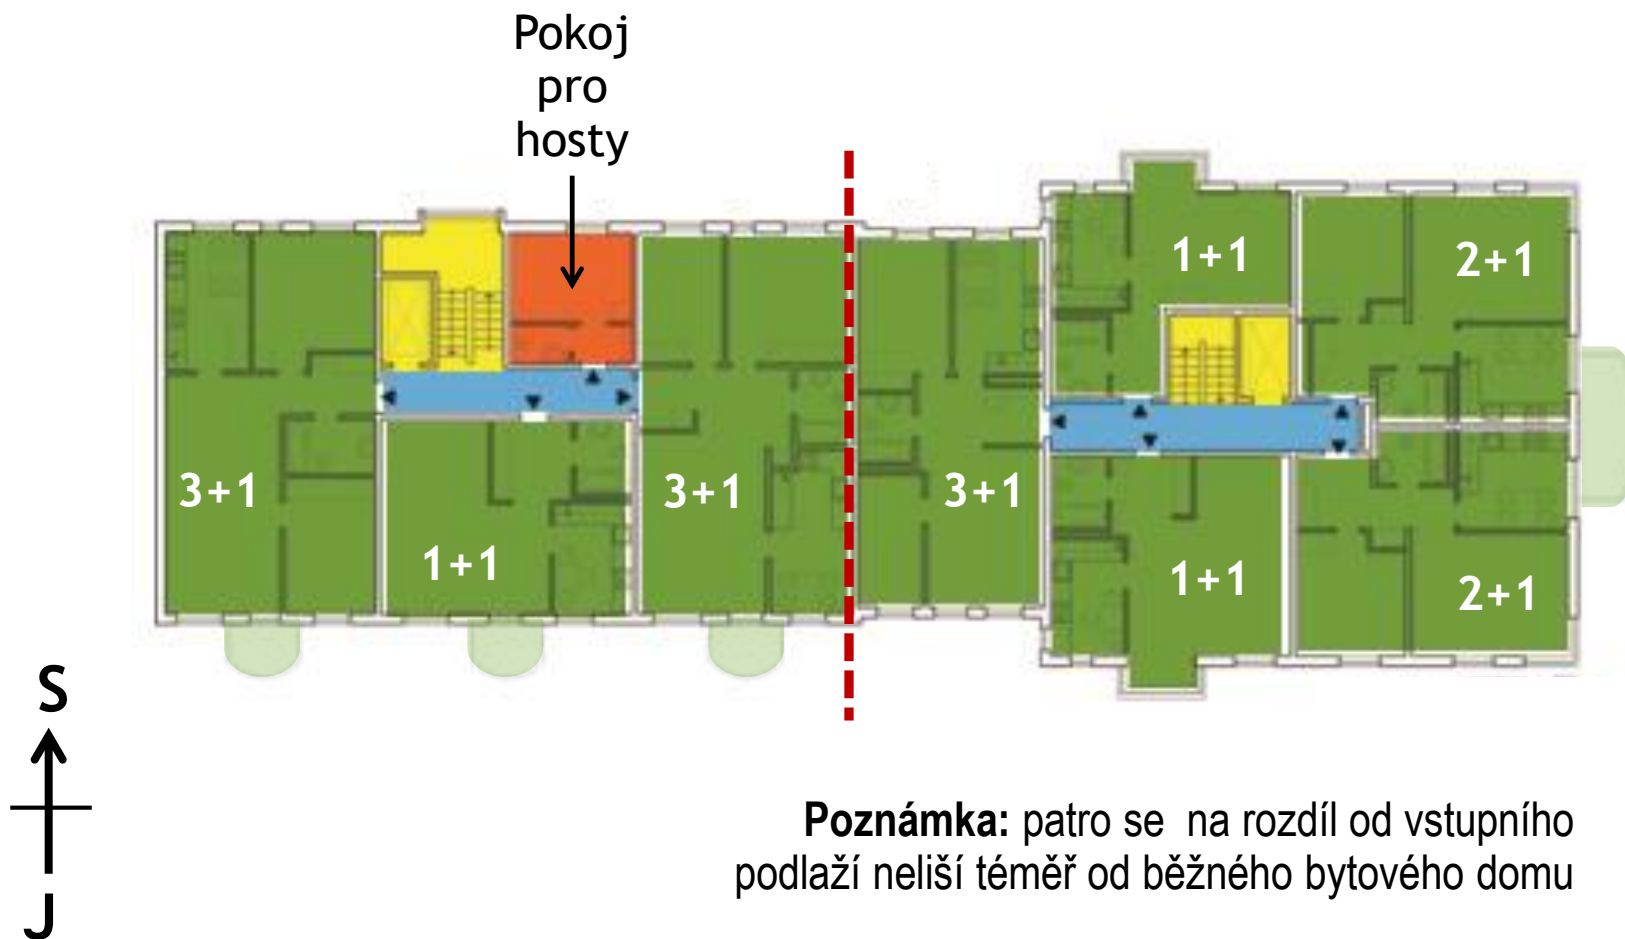 Pokoj
pro
hosty
1+1
2+1
3+1
3+1
3+1
1+1
1+1
2+1
S
J
Poznámka: patro se  na rozdíl od vstupního
podlaží neliší téměř od běžného bytového domu